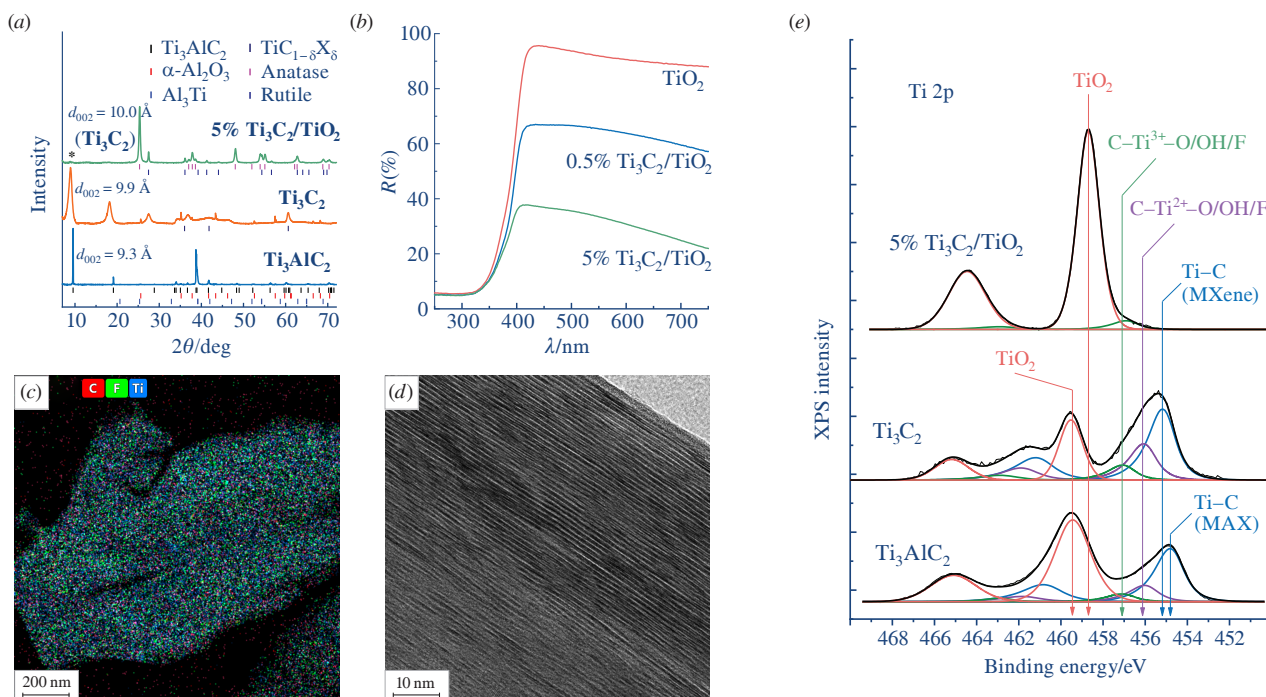 (a)
Ti₃AlC₂
α-Al₂O₃
Al₃Ti
TiC₁₋δXδ
Anatase
Rutile
d₀₀₂ = 10.0 Å
(Ti₃C₂)
*
5% Ti₃C₂/TiO₂
d₀₀₂ = 9.9 Å
Ti₃C₂
d₀₀₂ = 9.3 Å
Ti₃AlC₂
Intensity
10 20 30 40 50 60 70
2θ/deg
(b)
100
80
60
40
20
0
R(%)
TiO₂
0.5% Ti₃C₂/TiO₂
5% Ti₃C₂/TiO₂
300 400 500 600 700
λ/nm
(c)
C F Ti
200 nm
(d)
10 nm
(e)
Ti 2p
TiO₂
C–Ti³⁺–O/OH/F
C–Ti²⁺–O/OH/F
5% Ti₃C₂/TiO₂
Ti–C
(MXene)
TiO₂
Ti₃C₂
Ti–C
(MAX)
Ti₃AlC₂
XPS intensity
468 466 464 462 460 458 456 454 452 450
Binding energy/eV